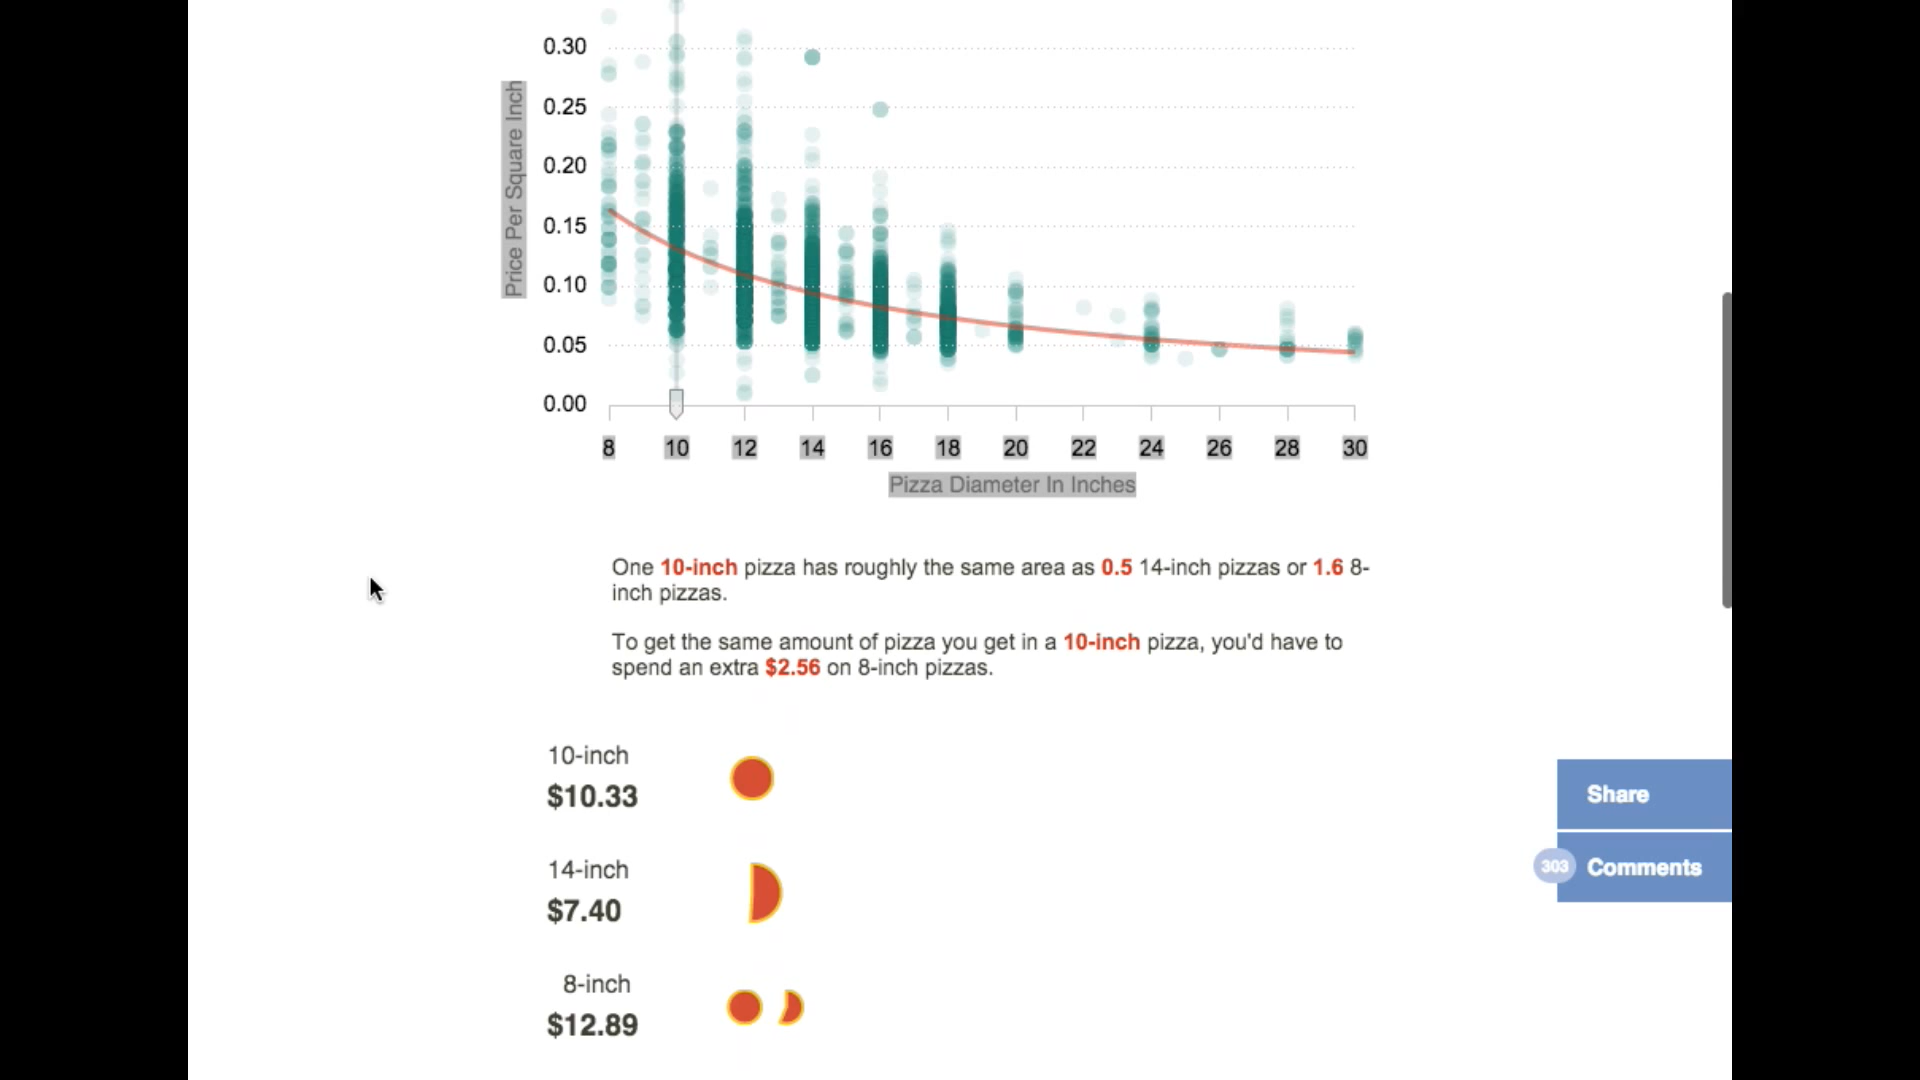 0.30
0.25
0.20
0.15
0.10
0.05
0.00
Price Per Square Inch
8 10 12 14 16 18 20 22 24 26 28 30
Pizza Diameter In Inches
One 10-inch pizza has roughly the same area as 0.5 14-inch pizzas or 1.6 8-
inch pizzas.
To get the same amount of pizza you get in a 10-inch pizza, you'd have to
spend an extra $2.56 on 8-inch pizzas.
10-inch
$10.33
14-inch
$7.40
8-inch
$12.89
Share
303 Comments